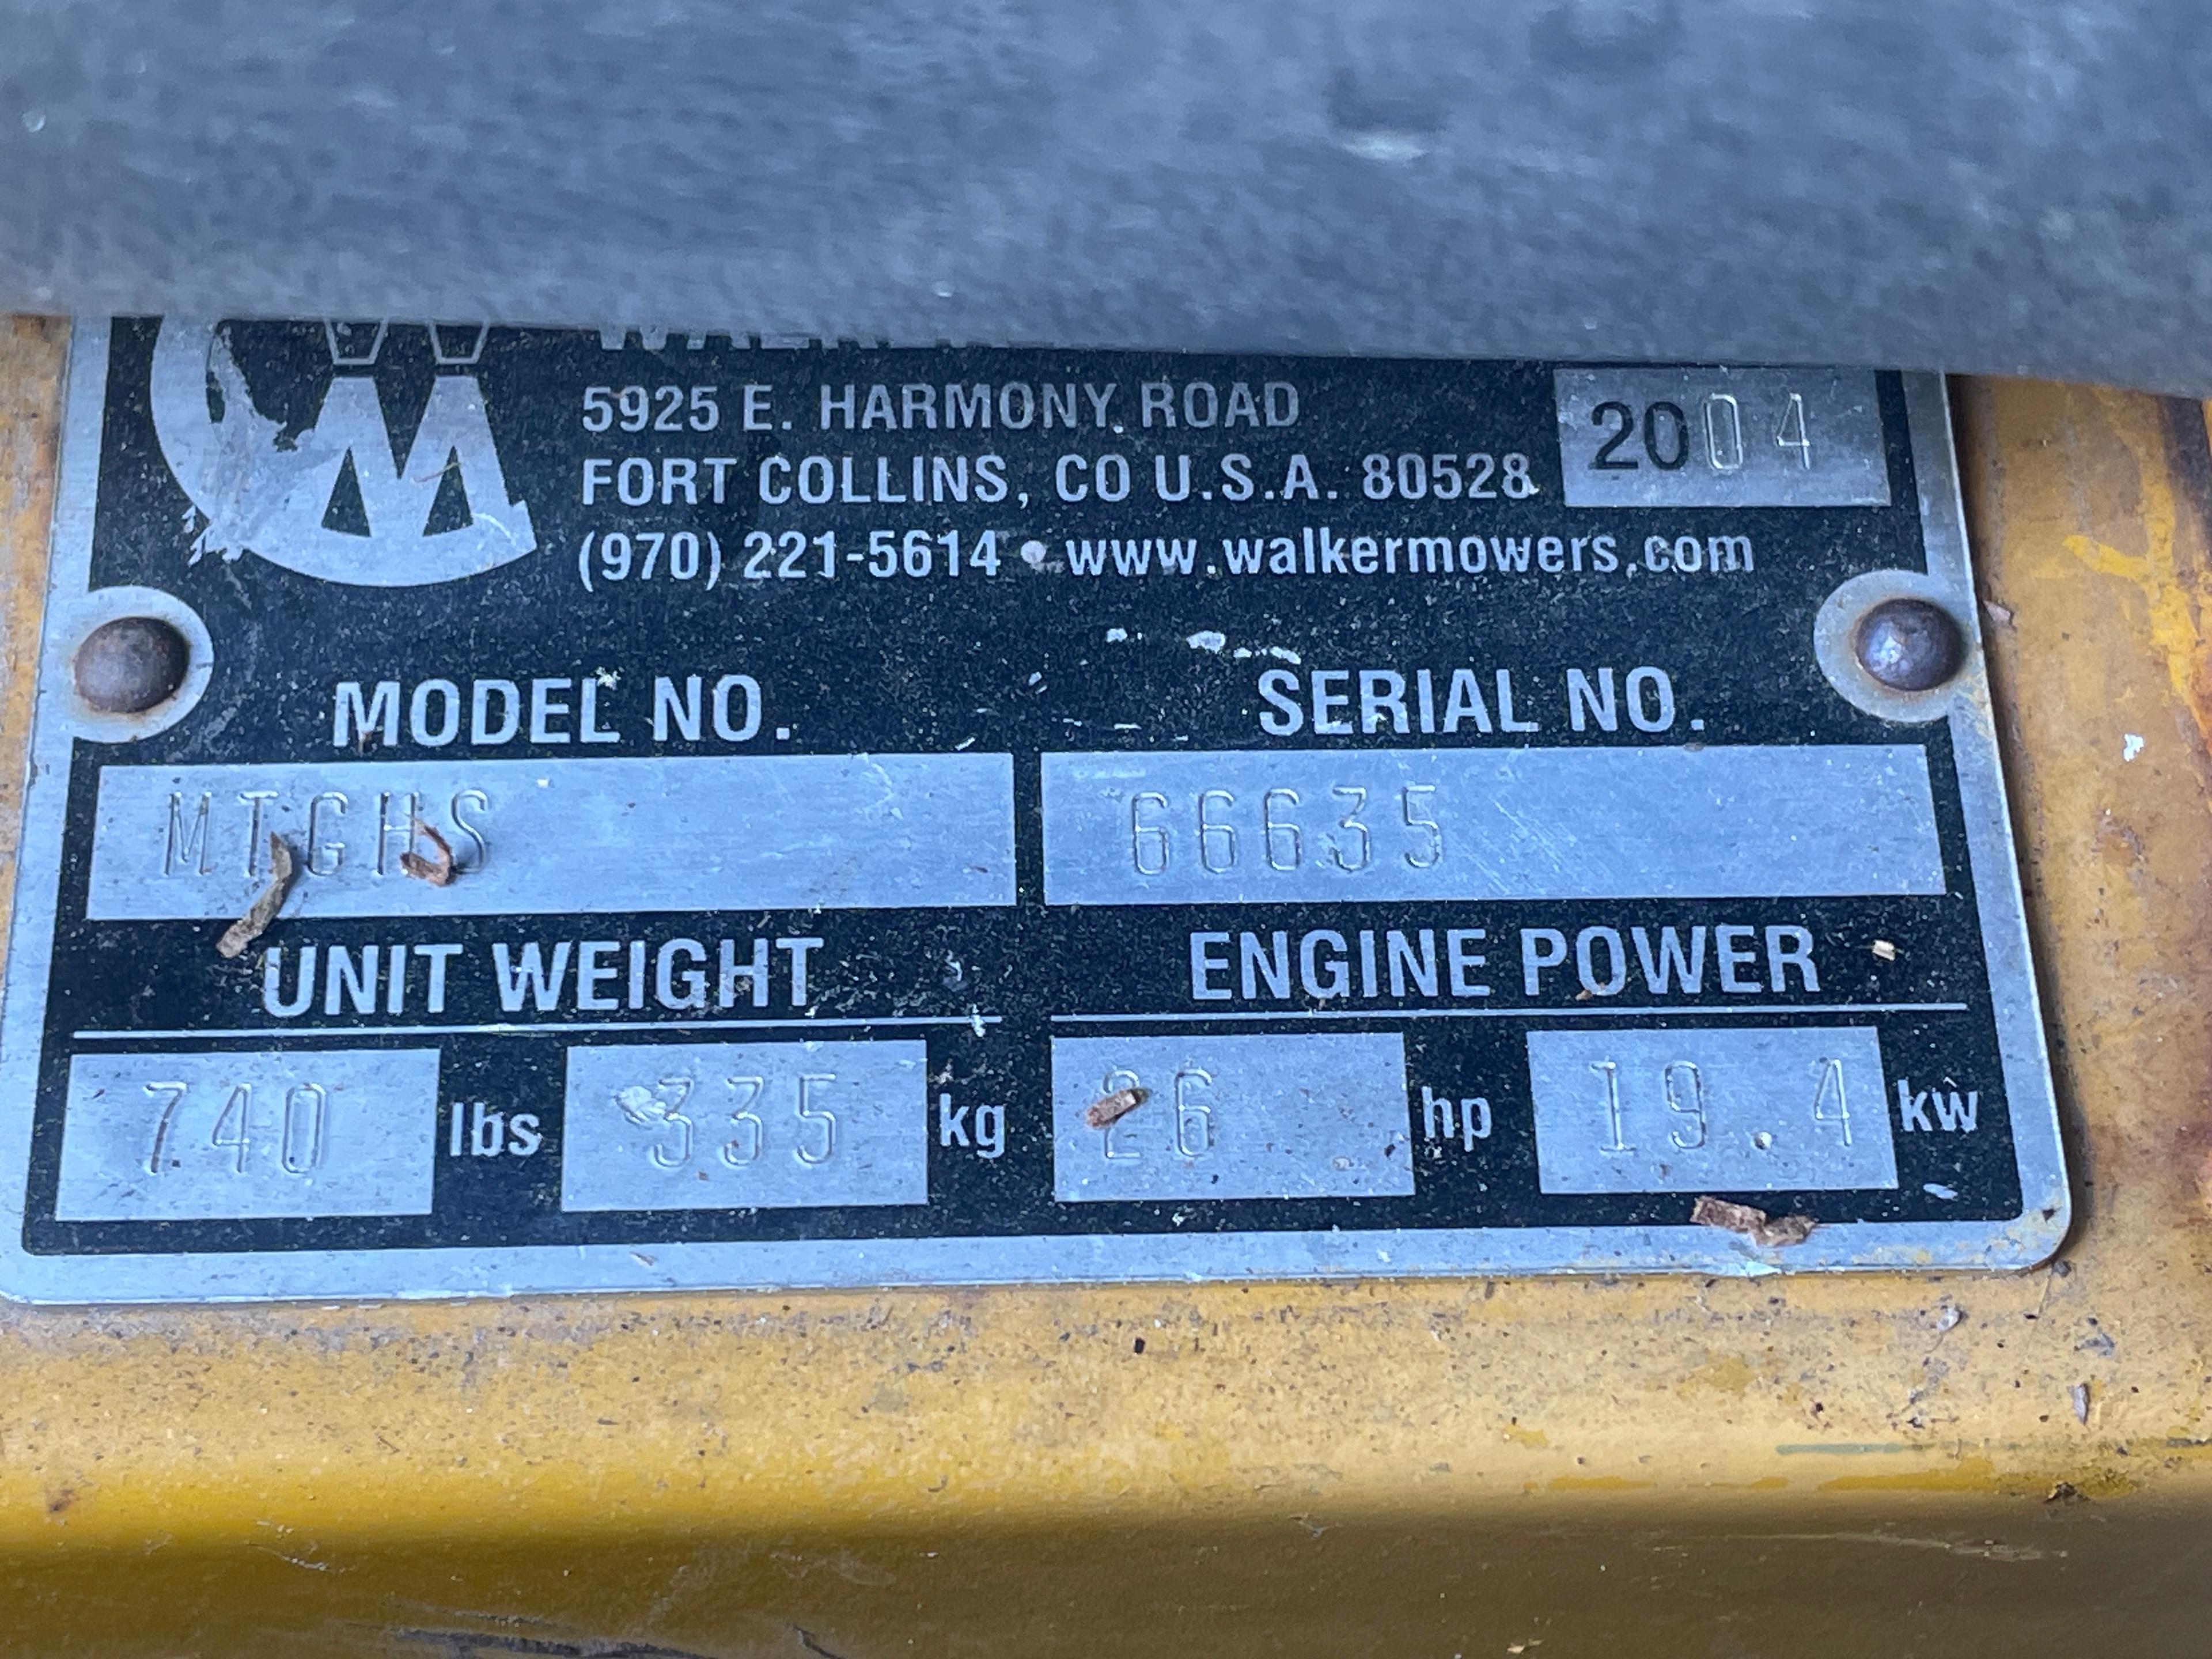 5925 E. HARMONY ROAD
FORT COLLINS, CO U.S.A. 80528
2004
(970) 221-5614 • www.walkermowers.com
MODEL NO. SERIAL NO.
MTGHS 66635
UNIT WEIGHT ENGINE POWER
740 lbs 335 kg 26 hp 19.4 kw